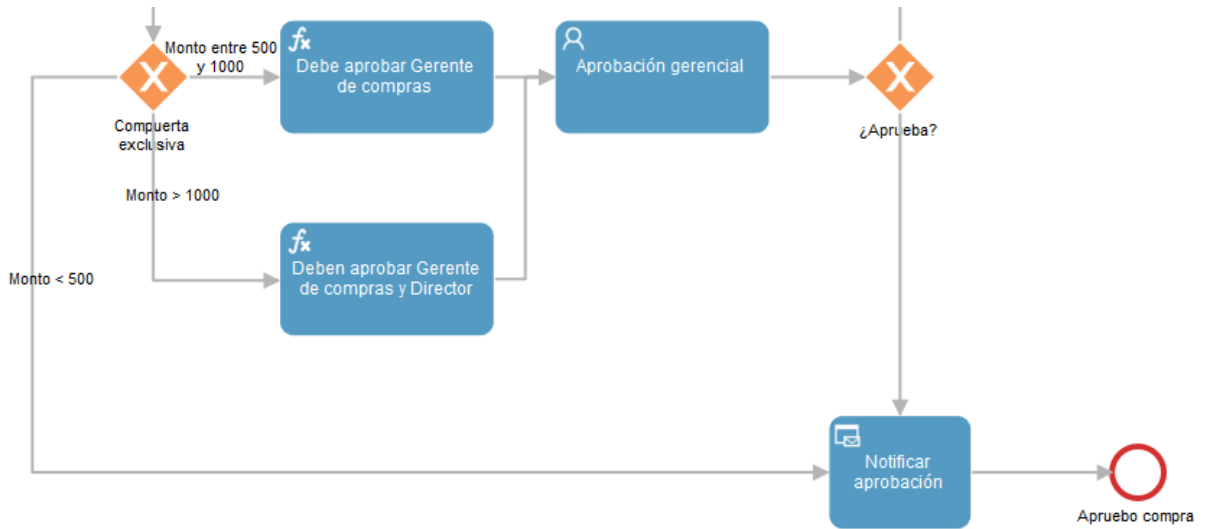 Monto entre 500
y 1000
Debe aprobar Gerente
de compras
Aprobación gerencial
Compuerta
exclusiva
¿Aprueba?
Monto > 1000
Deben aprobar Gerente
de compras y Director
Monto < 500
Notificar
aprobación
Apruebo compra